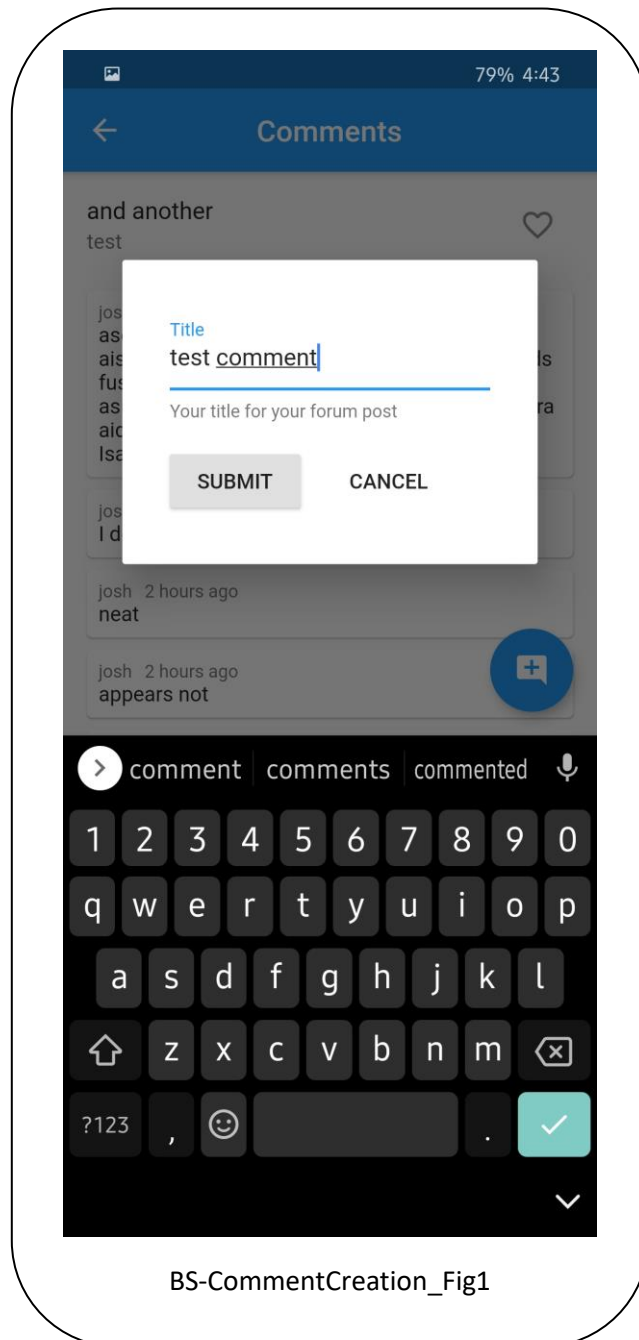 79% 4:43
Comments
and another
test
Title
test comment
Your title for your forum post
SUBMIT CANCEL
josh 2 hours ago
neat
josh 2 hours ago
appears not
comment comments commented
1 2 3 4 5 6 7 8 9 0
q w e r t y u i o p
a s d f g h j k l
z x c v b n m
?123 , .
BS-CommentCreation_Fig1